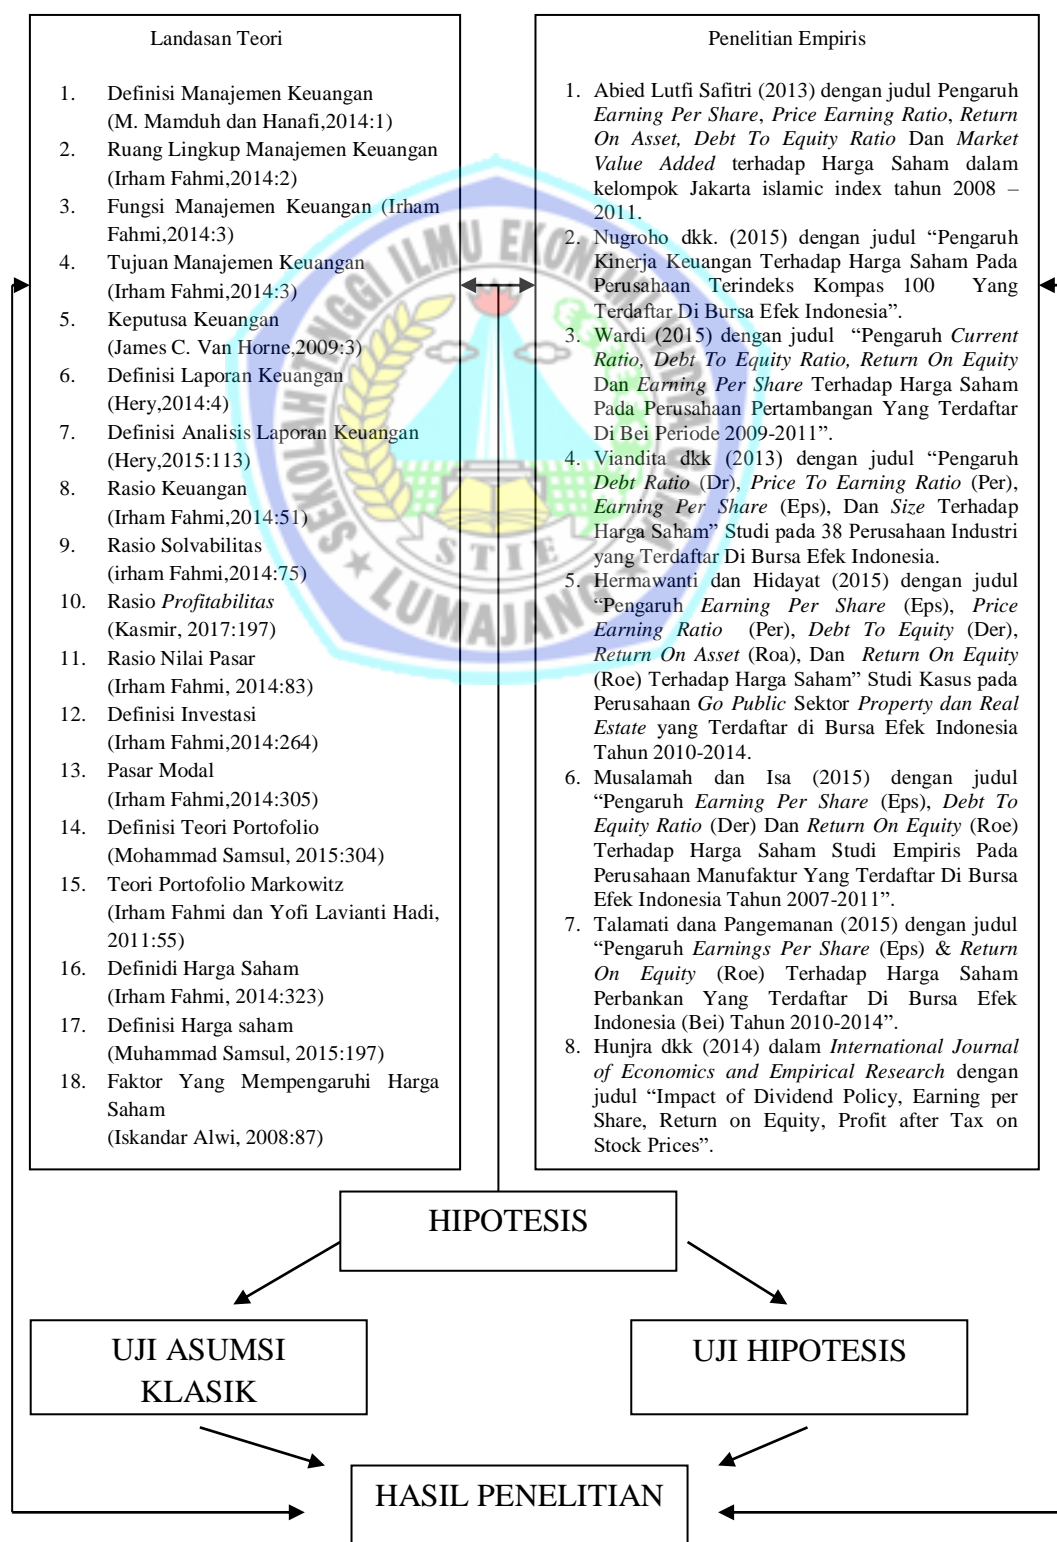 Landasan Teori
1. Definisi Manajemen Keuangan
(M. Mamduh dan Hanafi,2014:1)
2. Ruang Lingkup Manajemen Keuangan
(Irham Fahmi,2014:2)
3. Fungsi Manajemen Keuangan (Irham
Fahmi,2014:3)
4. Tujuan Manajemen Keuangan
(Irham Fahmi,2014:3)
5. Keputusa Keuangan
(James C. Van Horne,2009:3)
6. Definisi Laporan Keuangan
(Hery,2014:4)
7. Definisi Analisis Laporan Keuangan
(Hery,2015:113)
8. Rasio Keuangan
(Irham Fahmi,2014:51)
9. Rasio Solvabilitas
(irham Fahmi,2014:75)
10. Rasio Profitabilitas
(Kasmir, 2017:197)
11. Rasio Nilai Pasar
(Irham Fahmi, 2014:83)
12. Definisi Investasi
(Irham Fahmi,2014:264)
13. Pasar Modal
(Irham Fahmi,2014:305)
14. Definisi Teori Portofolio
(Mohammad Samsul, 2015:304)
15. Teori Portofolio Markowitz
(Irham Fahmi dan Yofi Lavianti Hadi,
2011:55)
16. Definidi Harga Saham
(Irham Fahmi, 2014:323)
17. Definisi Harga saham
(Muhammad Samsul, 2015:197)
18. Faktor Yang Mempengaruhi Harga
Saham
(Iskandar Alwi, 2008:87)
Penelitian Empiris
1. Abied Lutfi Safitri (2013) dengan judul Pengaruh
Earning Per Share, Price Earning Ratio, Return
On Asset, Debt To Equity Ratio Dan Market
Value Added terhadap Harga Saham dalam
kelompok Jakarta islamic index tahun 2008 –
2011.
2. Nugroho dkk. (2015) dengan judul “Pengaruh
Kinerja Keuangan Terhadap Harga Saham Pada
Perusahaan Terindeks Kompas 100 Yang
Terdaftar Di Bursa Efek Indonesia”.
3. Wardi (2015) dengan judul “Pengaruh Current
Ratio, Debt To Equity Ratio, Return On Equity
Dan Earning Per Share Terhadap Harga Saham
Pada Perusahaan Pertambangan Yang Terdaftar
Di Bei Periode 2009-2011”.
4. Viandita dkk (2013) dengan judul “Pengaruh
Debt Ratio (Dr), Price To Earning Ratio (Per),
Earning Per Share (Eps), Dan Size Terhadap
Harga Saham” Studi pada 38 Perusahaan Industri
yang Terdaftar Di Bursa Efek Indonesia.
5. Hermawanti dan Hidayat (2015) dengan judul
“Pengaruh Earning Per Share (Eps), Price
Earning Ratio (Per), Debt To Equity (Der),
Return On Asset (Roa), Dan Return On Equity
(Roe) Terhadap Harga Saham” Studi Kasus pada
Perusahaan Go Public Sektor Property dan Real
Estate yang Terdaftar di Bursa Efek Indonesia
Tahun 2010-2014.
6. Musalamah dan Isa (2015) dengan judul
“Pengaruh Earning Per Share (Eps), Debt To
Equity Ratio (Der) Dan Return On Equity (Roe)
Terhadap Harga Saham Studi Empiris Pada
Perusahaan Manufaktur Yang Terdaftar Di Bursa
Efek Indonesia Tahun 2007-2011”.
7. Talamati dana Pangemanan (2015) dengan judul
“Pengaruh Earnings Per Share (Eps) & Return
On Equity (Roe) Terhadap Harga Saham
Perbankan Yang Terdaftar Di Bursa Efek
Indonesia (Bei) Tahun 2010-2014”.
8. Hunjra dkk (2014) dalam International Journal
of Economics and Empirical Research dengan
judul “Impact of Dividend Policy, Earning per
Share, Return on Equity, Profit after Tax on
Stock Prices”.
SEKOLAH TINGGI ILMU EKONOMI WIDYA GAMA
STIE
LUMAJANG
HIPOTESIS
UJI ASUMSI
KLASIK
UJI HIPOTESIS
HASIL PENELITIAN